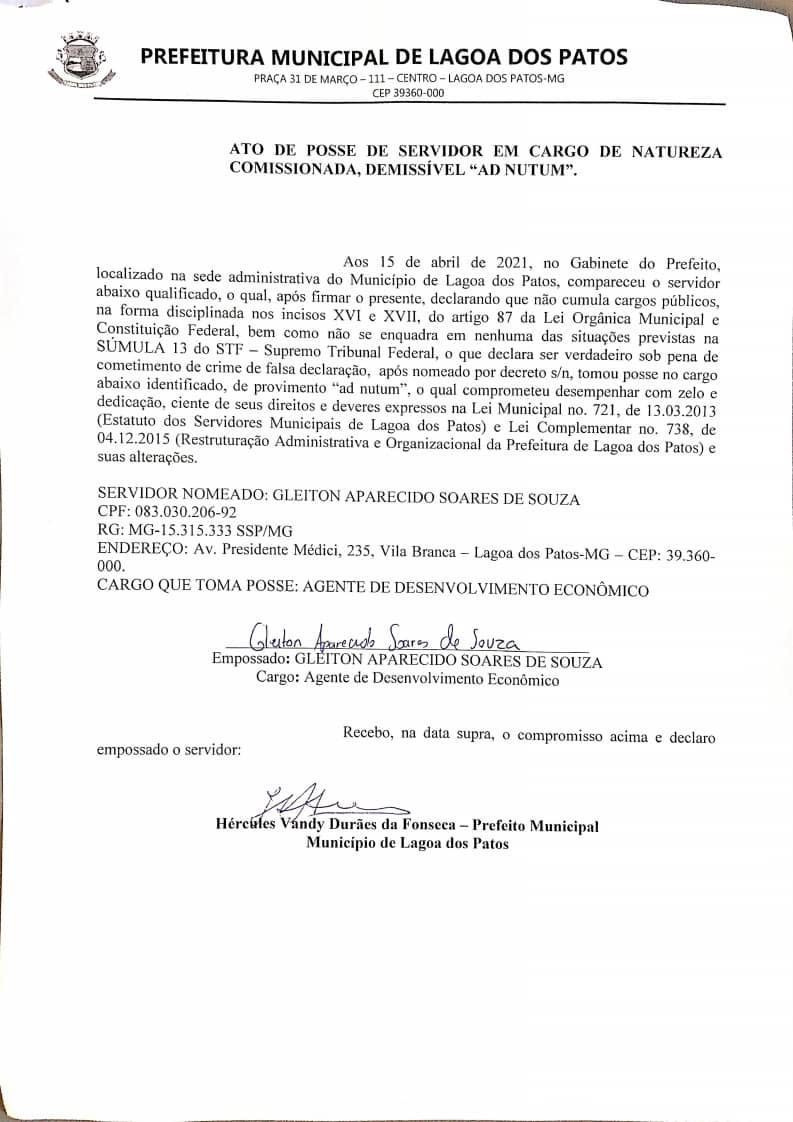 PREFEITURA MUNICIPAL DE LAGOA DOS PATOS
PRAÇA 31 DE MARÇO – 111 – CENTRO – LAGOA DOS PATOS-MG
CEP 39360-000
ATO DE POSSE DE SERVIDOR EM CARGO DE NATUREZA
COMISSIONADA, DEMISSÍVEL “AD NUTUM”.
Aos 15 de abril de 2021, no Gabinete do Prefeito,
localizado na sede administrativa do Município de Lagoa dos Patos, compareceu o servidor
abaixo qualificado, o qual, após firmar o presente, declarando que não cumula cargos públicos,
na forma disciplinada nos incisos XVI e XVII, do artigo 87 da Lei Orgânica Municipal e
Constituição Federal, bem como não se enquadra em nenhuma das situações previstas na
SÚMULA 13 do STF – Supremo Tribunal Federal, o que declara ser verdadeiro sob pena de
cometimento de crime de falsa declaração, após nomeado por decreto s/n, tomou posse no cargo
abaixo identificado, de provimento “ad nutum”, o qual comprometeu desempenhar com zelo e
dedicação, ciente de seus direitos e deveres expressos na Lei Municipal no. 721, de 13.03.2013
(Estatuto dos Servidores Municipais de Lagoa dos Patos) e Lei Complementar no. 738, de
04.12.2015 (Restruturação Administrativa e Organizacional da Prefeitura de Lagoa dos Patos) e
suas alterações.
SERVIDOR NOMEADO: GLEITON APARECIDO SOARES DE SOUZA
CPF: 083.030.206-92
RG: MG-15.315.333 SSP/MG
ENDEREÇO: Av. Presidente Médici, 235, Vila Branca – Lagoa dos Patos-MG – CEP: 39.360-
000.
CARGO QUE TOMA POSSE: AGENTE DE DESENVOLVIMENTO ECONÔMICO
Gleiton Aparecido Soares de Souza
Empossado: GLEITON APARECIDO SOARES DE SOUZA
Cargo: Agente de Desenvolvimento Econômico
Recebo, na data supra, o compromisso acima e declaro
empossado o servidor:
Hércules Vandy Durães da Fonseca – Prefeito Municipal
Município de Lagoa dos Patos